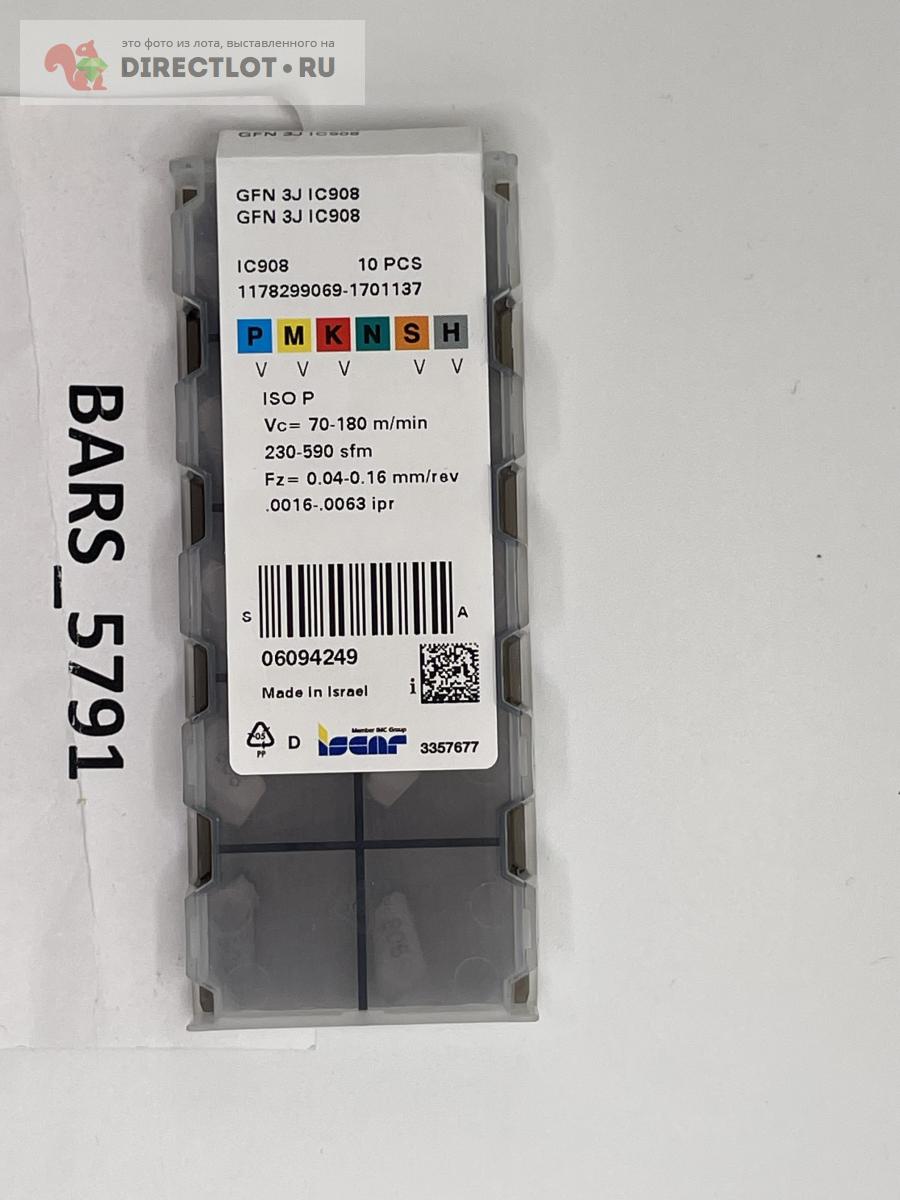 это фото из лота, выставленного на
DIRECTLOT•RU
GFN 3J IC908
GFN 3J IC908
GFN 3J IC908
IC908 10 PCS
1178299069-1701137
P M K N S H
V V V V V
ISO P
Vc= 70-180 m/min
230-590 sfm
Fz= 0.04-0.16 mm/rev
.0016-.0063 ipr
S A
06094249
Made in Israel
i
05
PP
D
Member IMC Group
iscar
3357677
BARS_5791